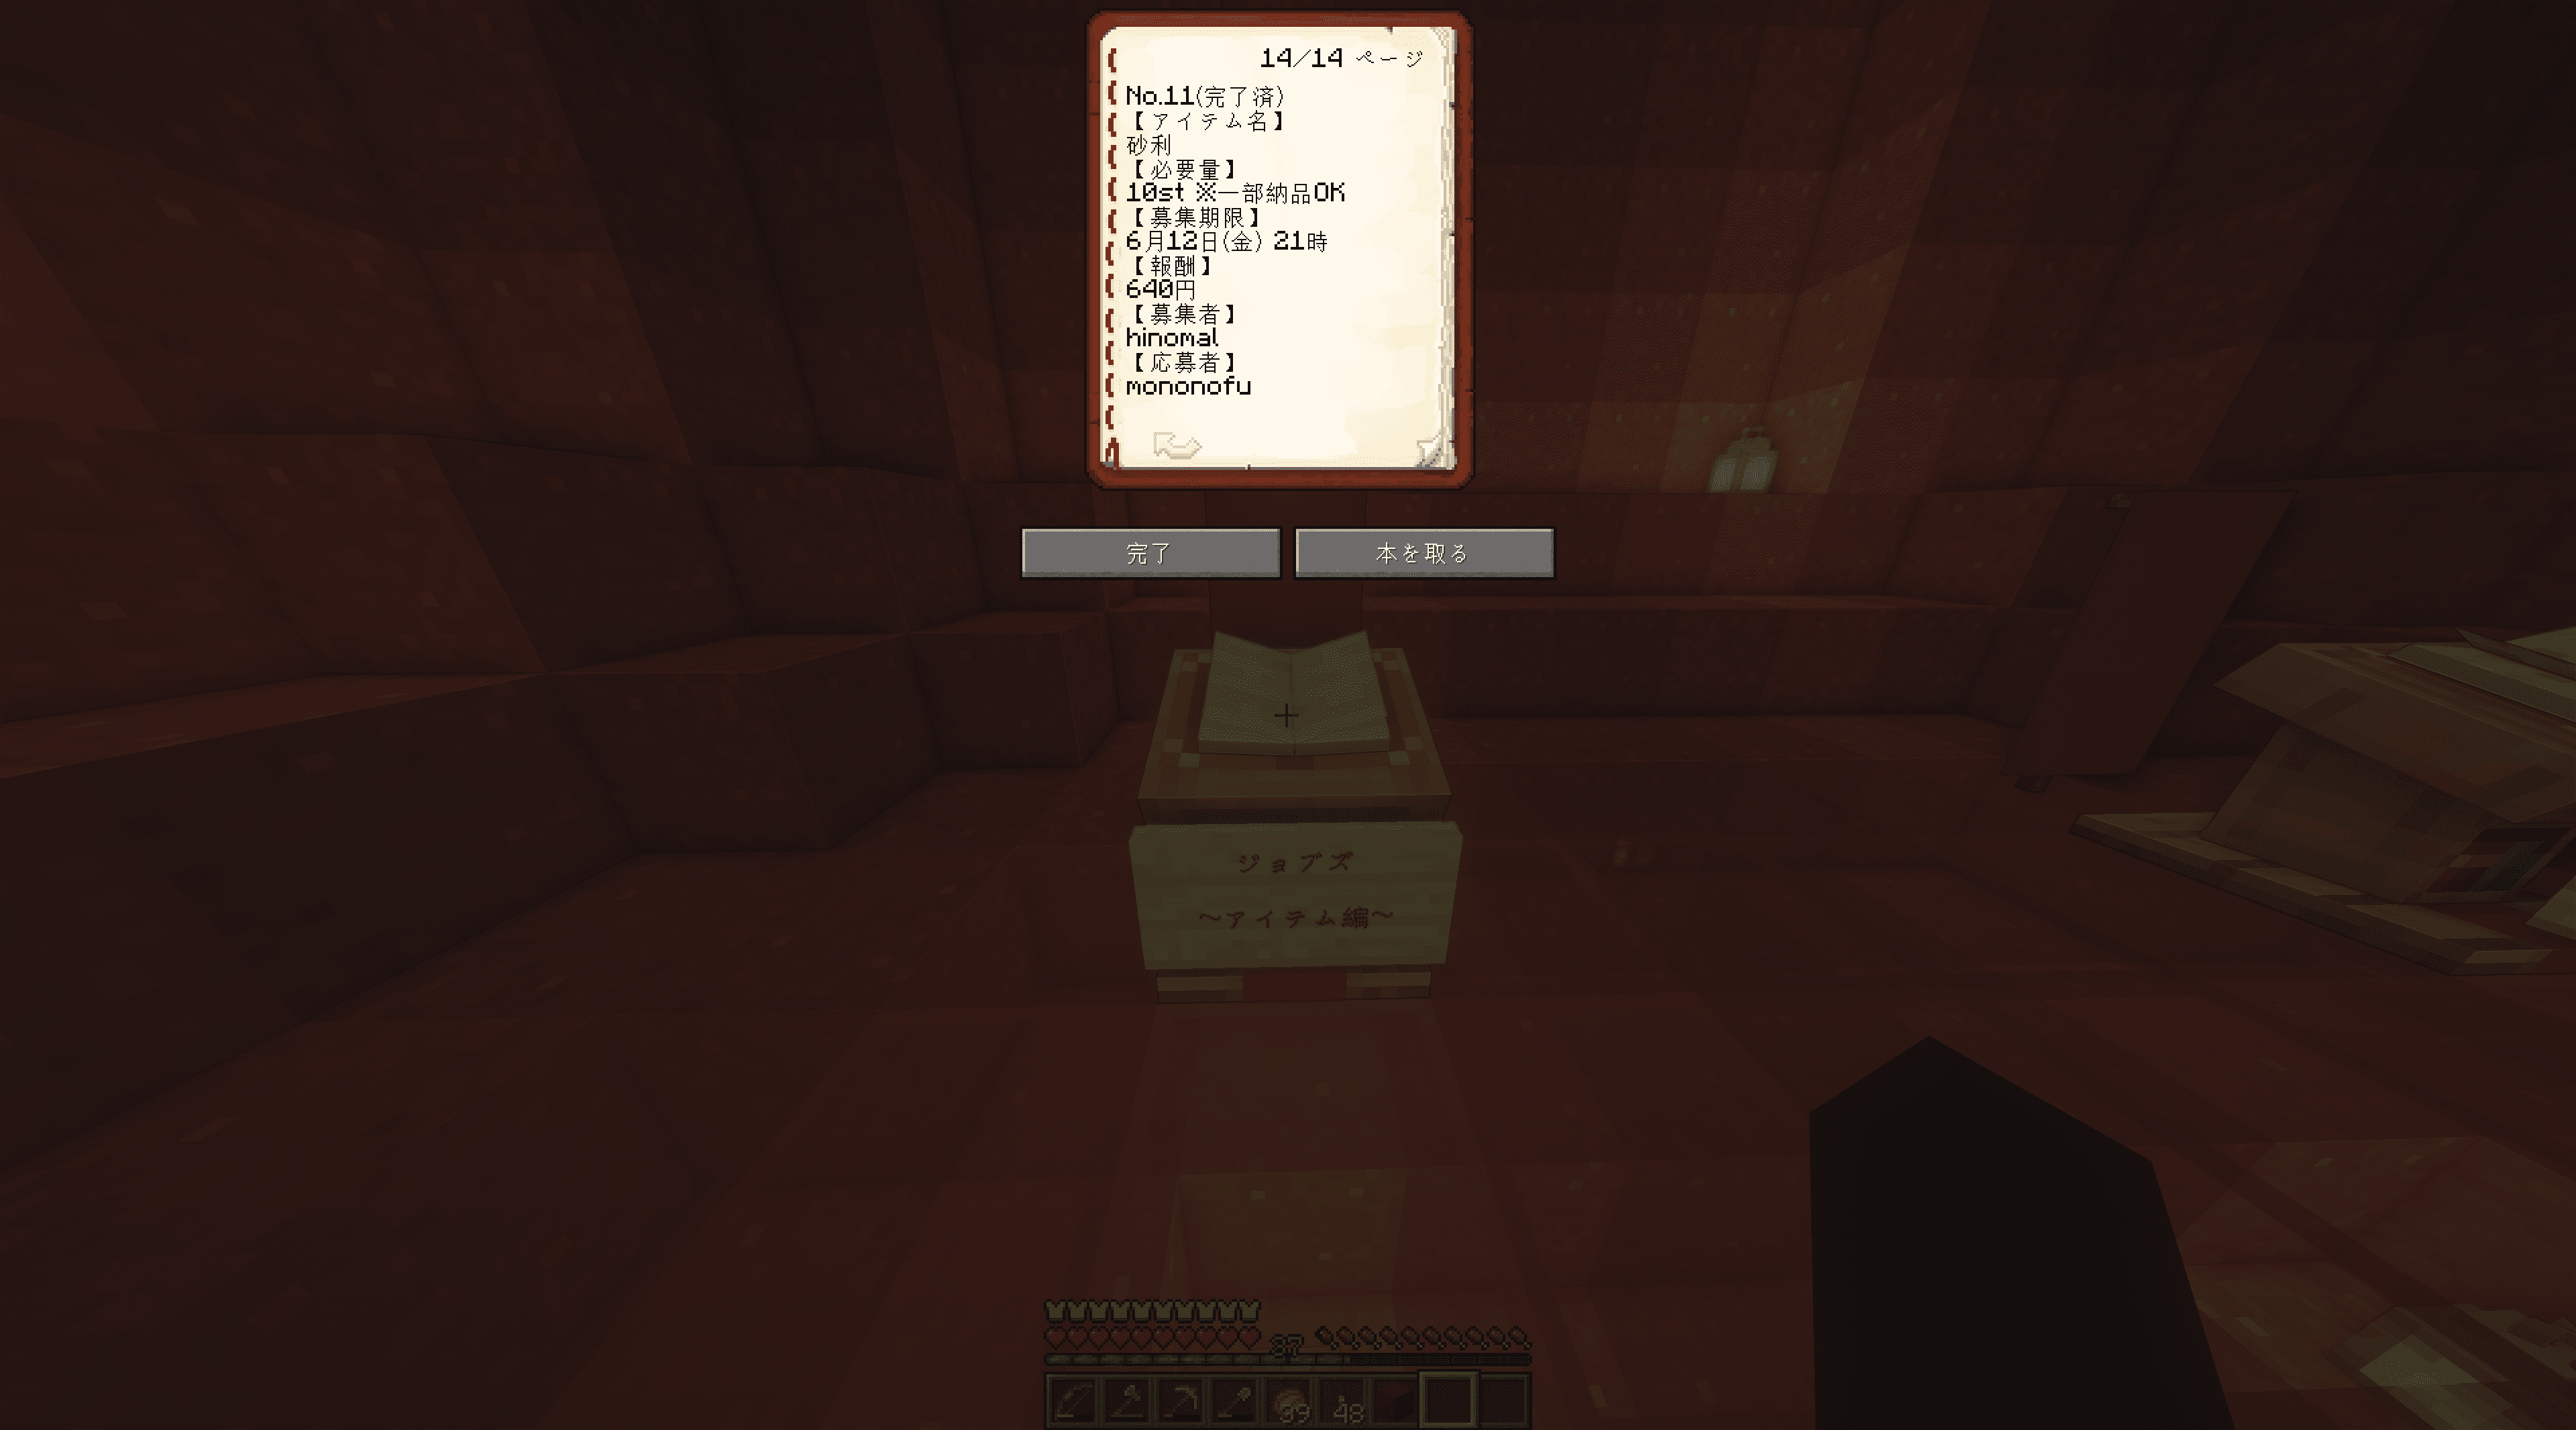 14/14 ページ
No.11(完了済)
【アイテム名】
砂利
【必要量】
10st ※一部納品OK
【募集期限】
6月12日(金) 21時
【報酬】
640円
【募集者】
hinomal
【応募者】
mononofu
完了
本を取る
ジョブズ
～アイテム編～
87
39
48